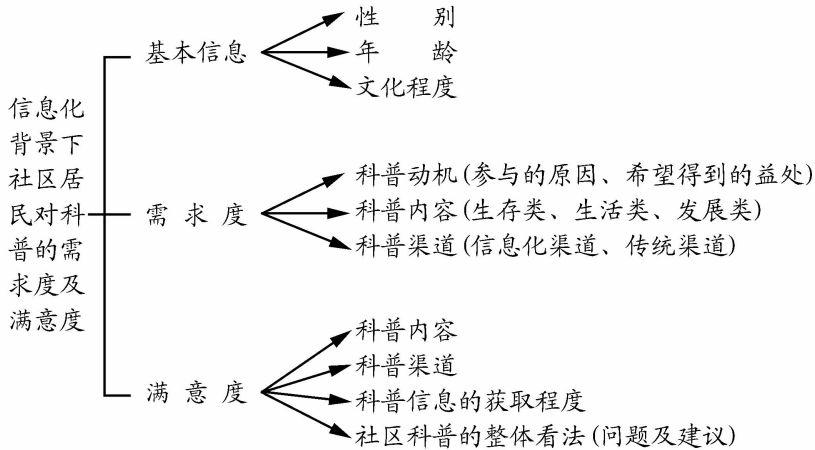 信息化
背景下
社区居
民对科
普的需
求度及
满意度
基本信息
性别
年龄
文化程度
需求度
科普动机(参与的原因、希望得到的益处)
科普内容(生存类、生活类、发展类)
科普渠道(信息化渠道、传统渠道)
满意度
科普内容
科普渠道
科普信息的获取程度
社区科普的整体看法(问题及建议)